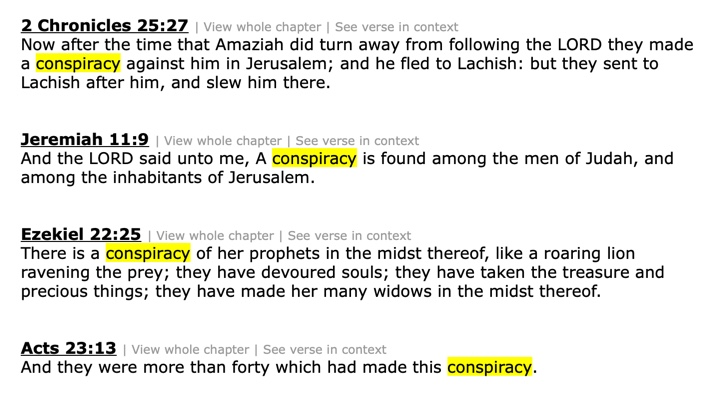 2 Chronicles 25:27 | View whole chapter | See verse in context
Now after the time that Amaziah did turn away from following the LORD they made
a conspiracy against him in Jerusalem; and he fled to Lachish: but they sent to
Lachish after him, and slew him there.
Jeremiah 11:9 | View whole chapter | See verse in context
And the LORD said unto me, A conspiracy is found among the men of Judah, and
among the inhabitants of Jerusalem.
Ezekiel 22:25 | View whole chapter | See verse in context
There is a conspiracy of her prophets in the midst thereof, like a roaring lion
ravening the prey; they have devoured souls; they have taken the treasure and
precious things; they have made her many widows in the midst thereof.
Acts 23:13 | View whole chapter | See verse in context
And they were more than forty which had made this conspiracy.